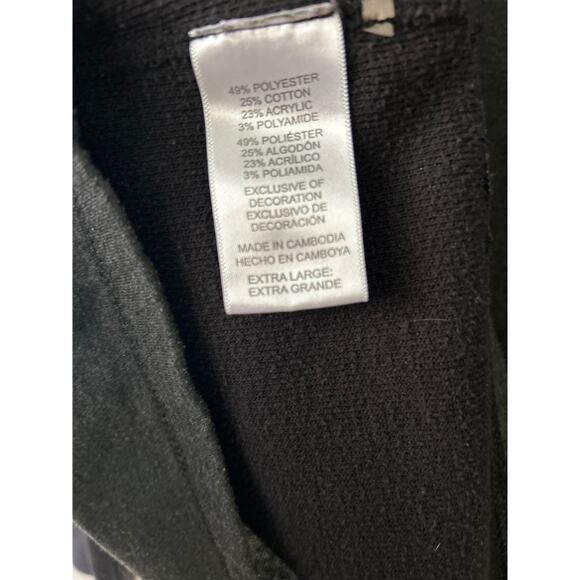 49% POLYESTER
25% COTTON
23% ACRYLIC
3% POLYAMIDE
49% POLIÉSTER
25% ALGODÓN
23% ACRÍLICO
3% POLIAMIDA
EXCLUSIVE OF
DECORATION
EXCLUSIVO DE
DECORACIÓN
MADE IN CAMBODIA
HECHO EN CAMBOYA
EXTRA LARGE:
EXTRA GRANDE